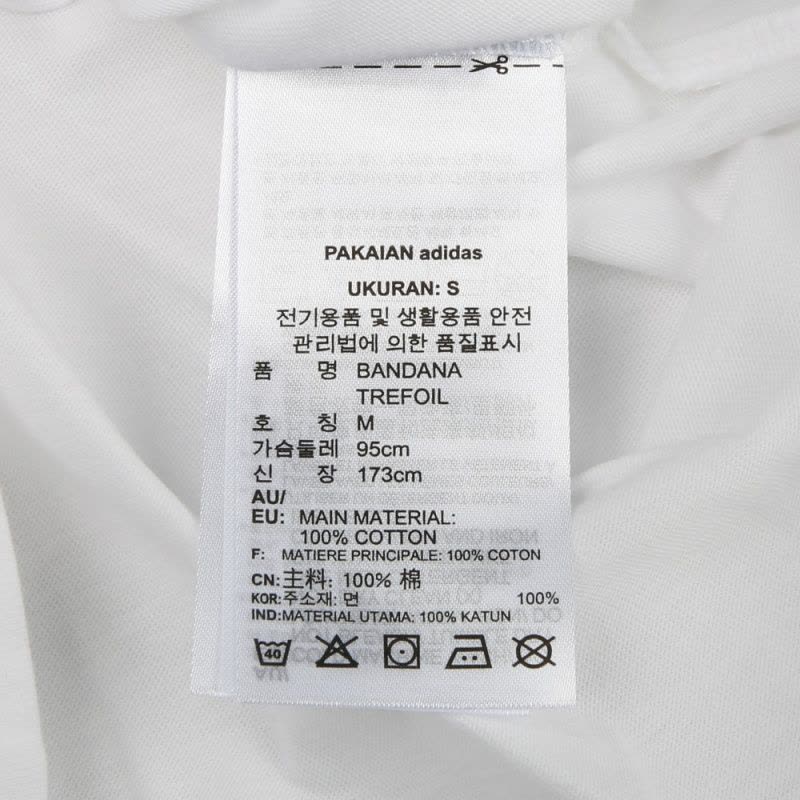 PAKAIAN adidas
UKURAN: S
전기용품 및 생활용품 안전
관리법에 의한 품질표시
품 명 BANDANA
TREFOIL
호 칭 M
가슴둘레 95cm
신 장 173cm
AU/
EU: MAIN MATERIAL:
100% COTTON
F: MATIERE PRINCIPALE: 100% COTON
CN:主料: 100% 棉
KOR:주소재: 면 100%
IND:MATERIAL UTAMA: 100% KATUN
40